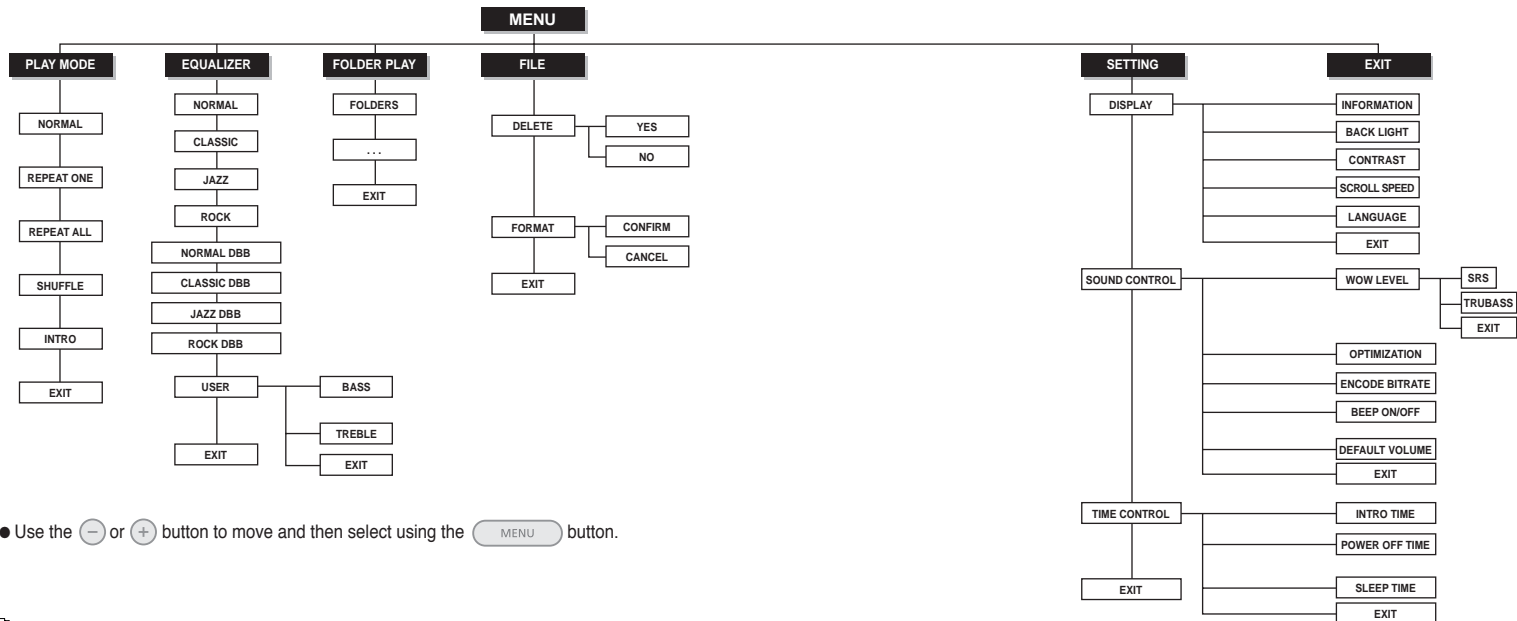 MENU
PLAY MODE
NORMAL
REPEAT ONE
REPEAT ALL
SHUFFLE
INTRO
EXIT
EQUALIZER
NORMAL
CLASSIC
JAZZ
ROCK
NORMAL DBB
CLASSIC DBB
JAZZ DBB
ROCK DBB
USER
BASS
TREBLE
EXIT
EXIT
FOLDER PLAY
FOLDERS
...
EXIT
FILE
DELETE
YES
NO
FORMAT
CONFIRM
CANCEL
EXIT
SETTING
DISPLAY
INFORMATION
BACK LIGHT
CONTRAST
SCROLL SPEED
LANGUAGE
EXIT
SOUND CONTROL
WOW LEVEL
SRS
TRUBASS
EXIT
OPTIMIZATION
ENCODE BITRATE
BEEP ON/OFF
DEFAULT VOLUME
EXIT
TIME CONTROL
INTRO TIME
POWER OFF TIME
SLEEP TIME
EXIT
EXIT
EXIT
● Use the − or + button to move and then select using the MENU button.